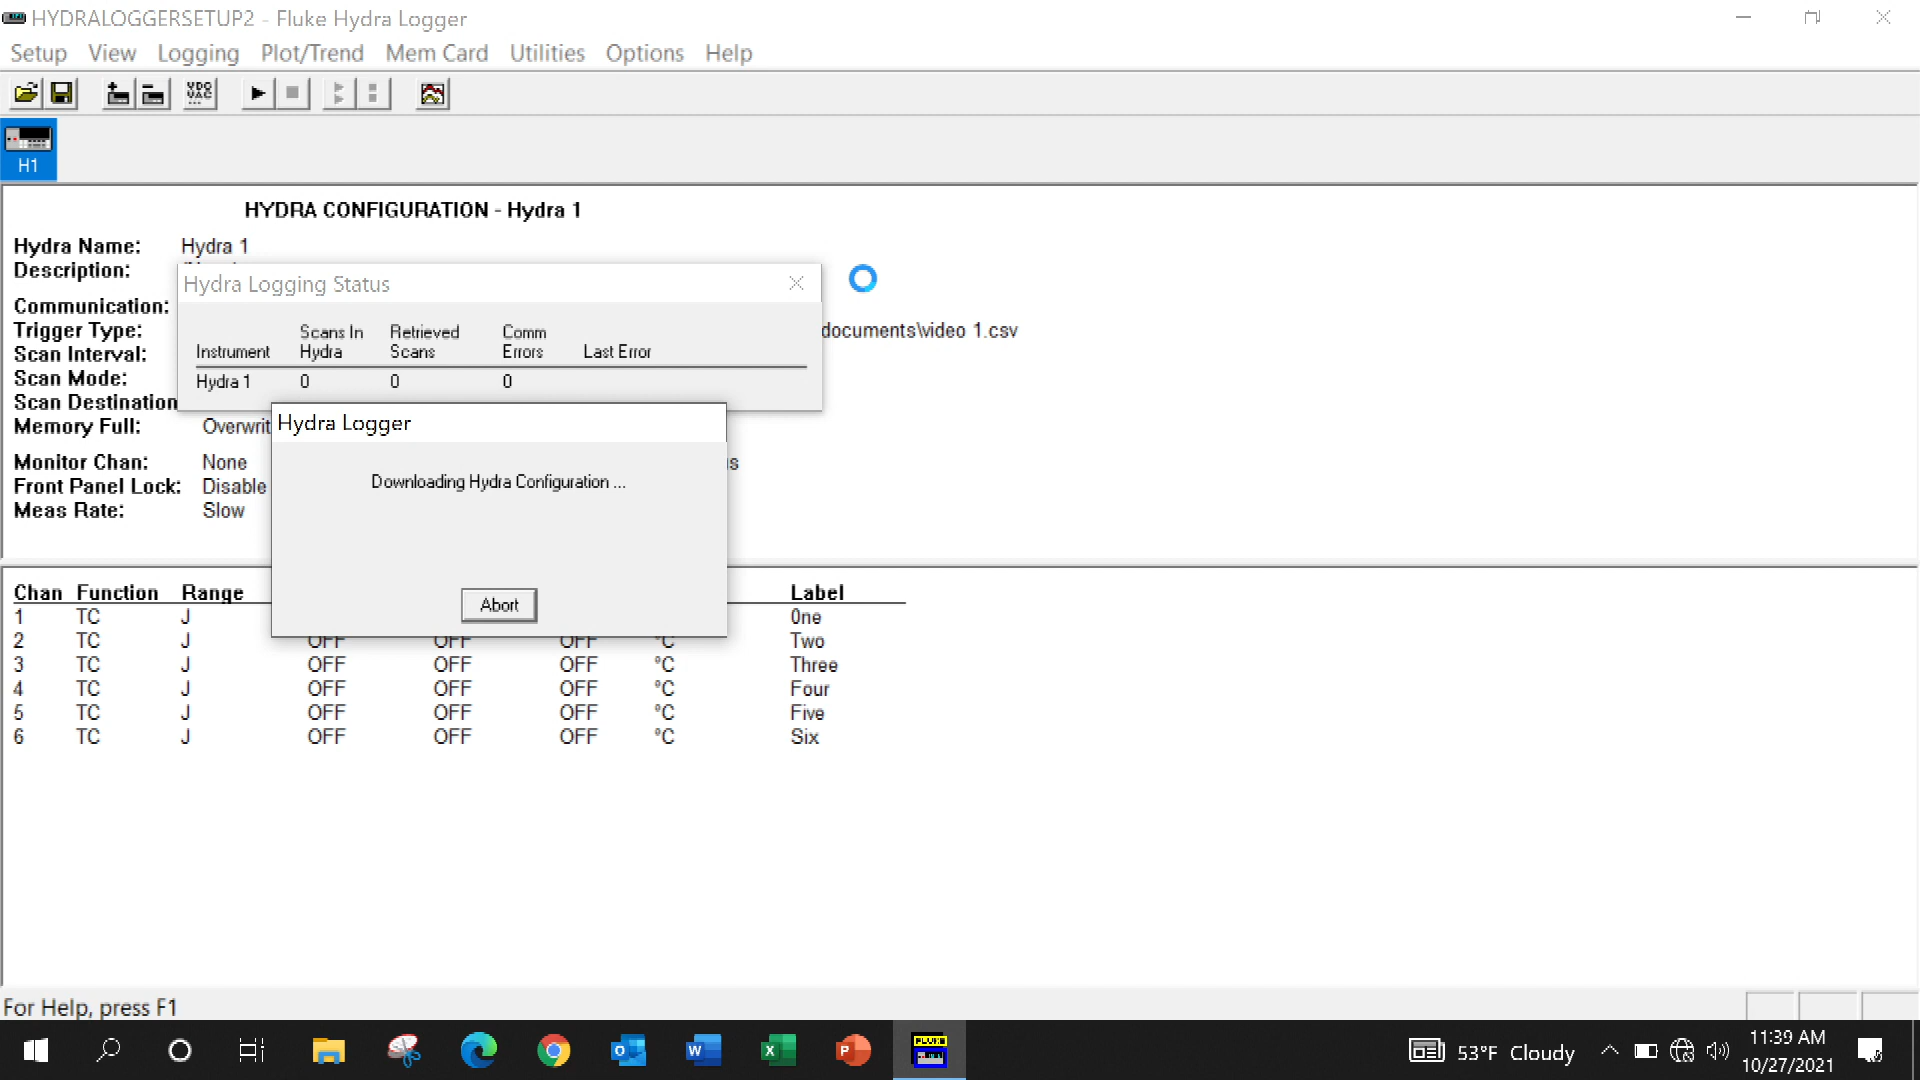 HYDRALOGGERSETUP2 - Fluke Hydra Logger
Setup View Logging Plot/Trend Mem Card Utilities Options Help
VDC
VAC
H1
HYDRA CONFIGURATION - Hydra 1
Hydra Name: Hydra 1
Description:
Hydra Logging Status
Communication:
Trigger Type: documents\video 1.csv
Scan Interval:
Scan Mode:
Scan Destination
Memory Full: Overwrit
Scans In Retrieved Comm
Instrument Hydra Scans Errors Last Error
Hydra 1 0 0 0
Hydra Logger
Downloading Hydra Configuration ...
Abort
Monitor Chan: None s
Front Panel Lock: Disable
Meas Rate: Slow
Chan Function Range Label
1 TC J One
2 TC J OFF OFF OFF °C Two
3 TC J OFF OFF OFF °C Three
4 TC J OFF OFF OFF °C Four
5 TC J OFF OFF OFF °C Five
6 TC J OFF OFF OFF °C Six
For Help, press F1
FLUKE
53°F Cloudy
11:39 AM
10/27/2021